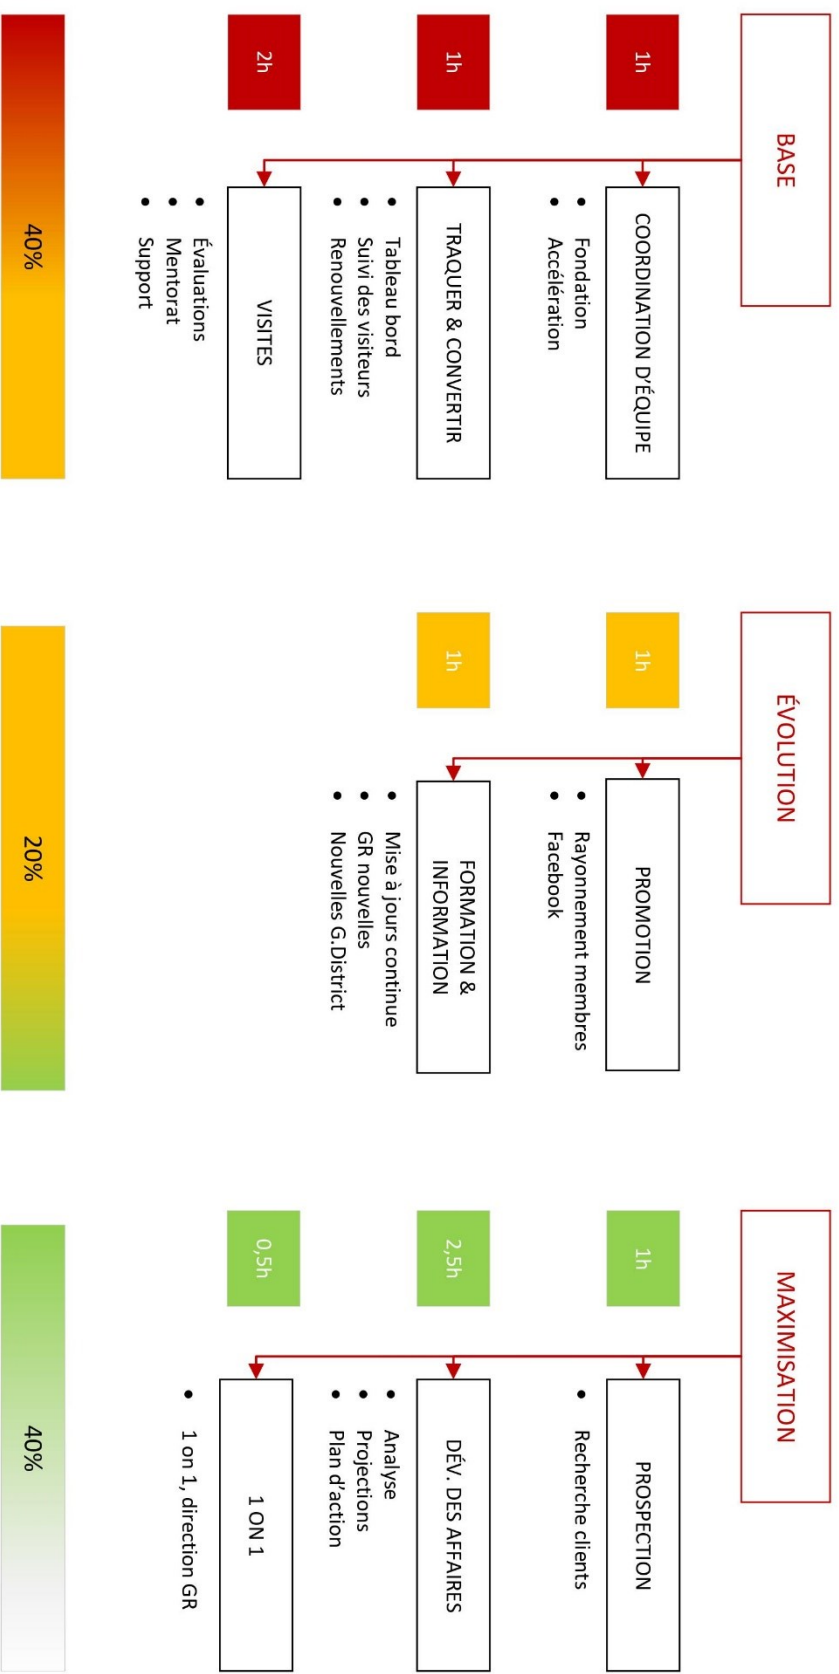 BASE
1h
COORDINATION D'ÉQUIPE
• Fondation
• Accélération
1h
TRAQUER & CONVERTIR
• Tableau bord
• Suivi des visiteurs
• Renouvellements
2h
VISITES
• Évaluations
• Mentorat
• Support
40%
ÉVOLUTION
1h
PROMOTION
• Rayonnement membres
• Facebook
1h
FORMATION &
INFORMATION
• Mise à jours continue
• GR nouvelles
• Nouvelles G.District
20%
MAXIMISATION
1h
PROSPECTION
• Recherche clients
2,5h
DÉV. DES AFFAIRES
• Analyse
• Projections
• Plan d'action
0,5h
1 ON 1
• 1 on 1, direction GR
40%